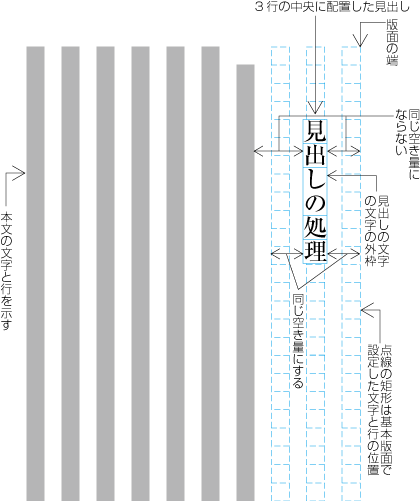 3行の中央に配置した見出し
版面の端
同じ空き量に
ならない
見出しの処理
見出しの文字
の文字の外枠
同じ空き量にする
点線の矩形は基本版面で
設定した文字と行の位置
本文の文字と行を示す